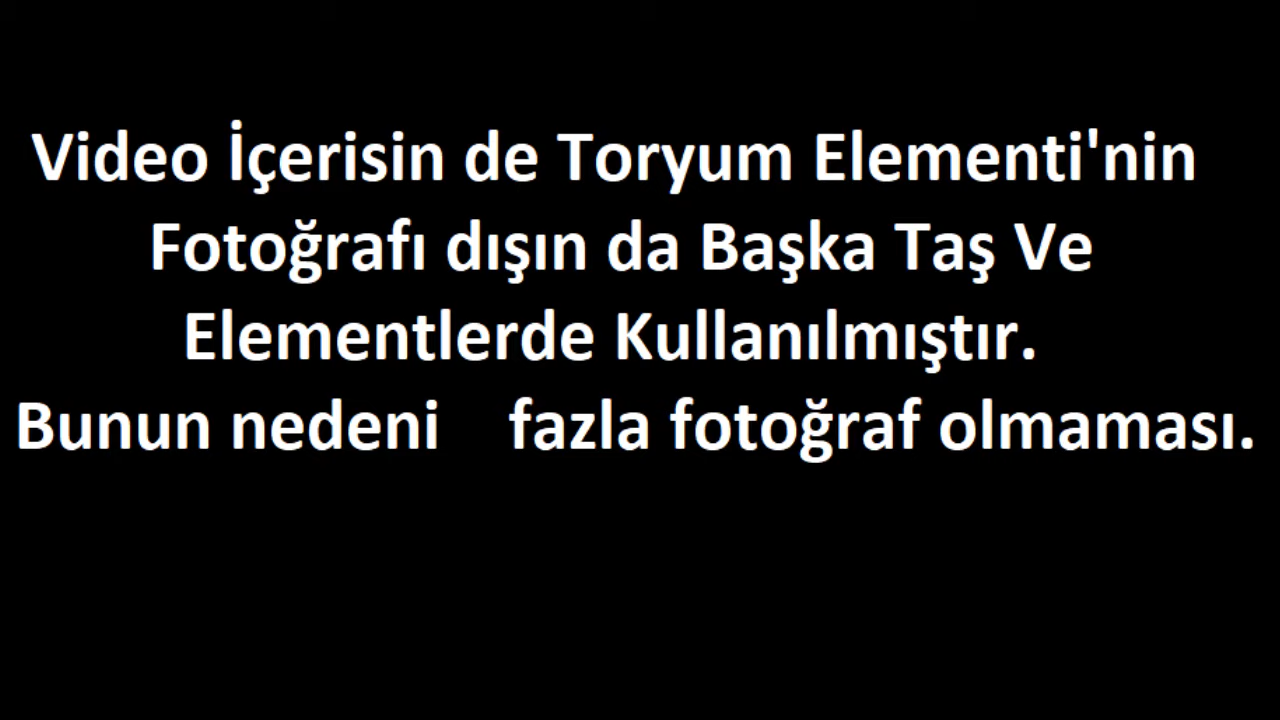 Video İçerisin de Toryum Elementi'nin
Fotoğrafı dışın da Başka Taş Ve
Elementlerde Kullanılmıştır.
Bunun nedeni fazla fotoğraf olmaması.